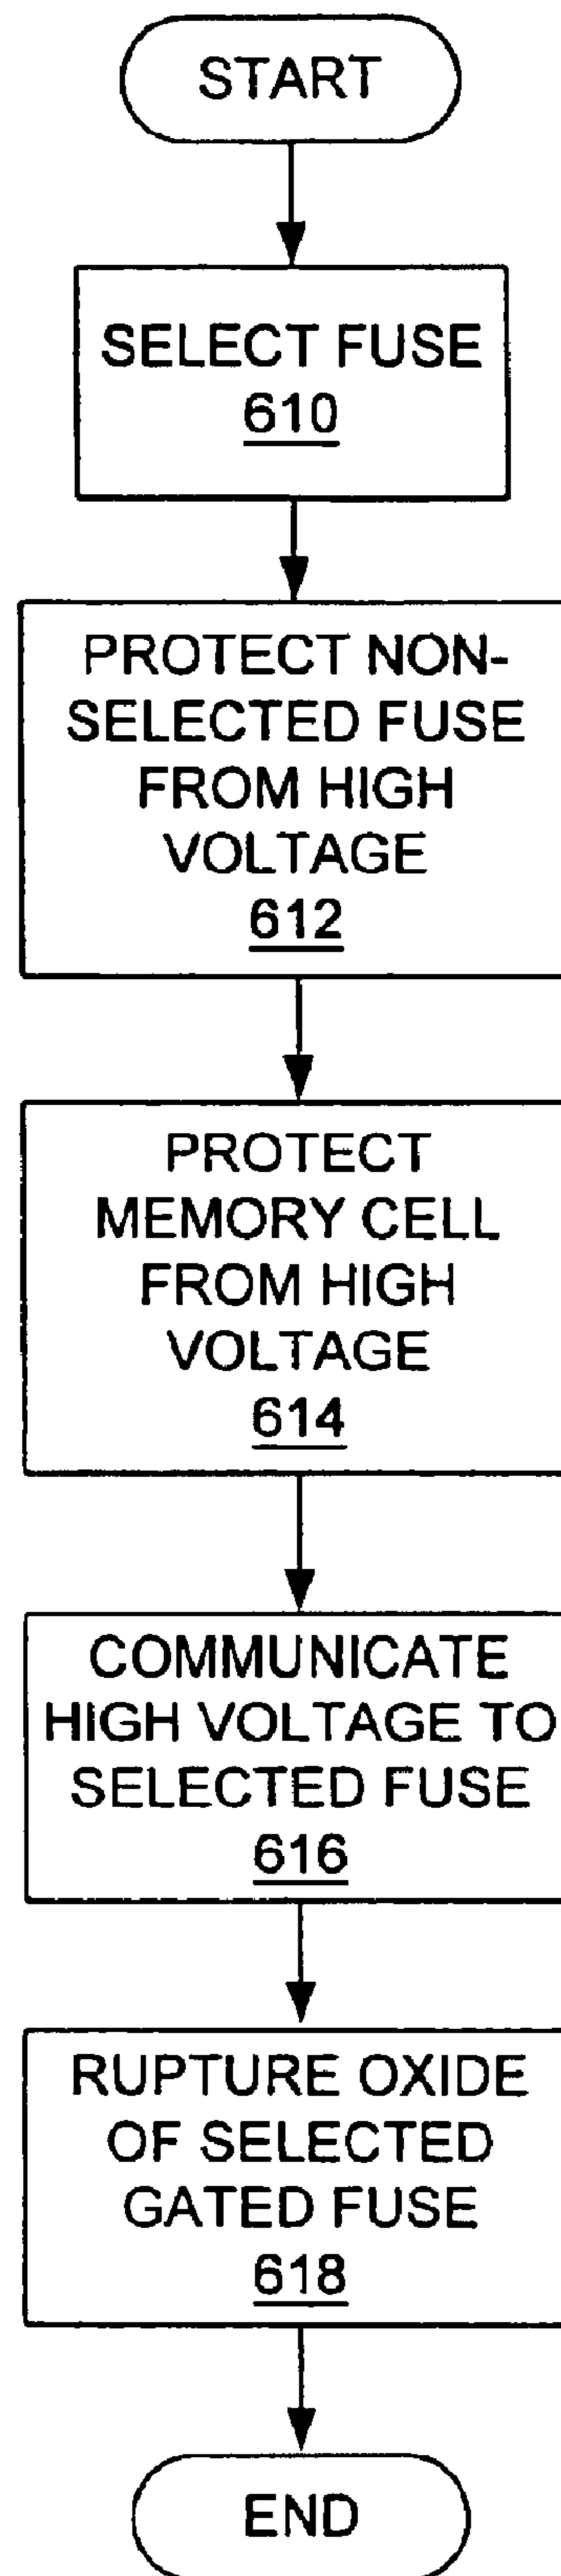 START
SELECT FUSE
610
PROTECT NON-
SELECTED FUSE
FROM HIGH
VOLTAGE
612
PROTECT
MEMORY CELL
FROM HIGH
VOLTAGE
614
COMMUNICATE
HIGH VOLTAGE TO
SELECTED FUSE
616
RUPTURE OXIDE
OF SELECTED
GATED FUSE
618
END